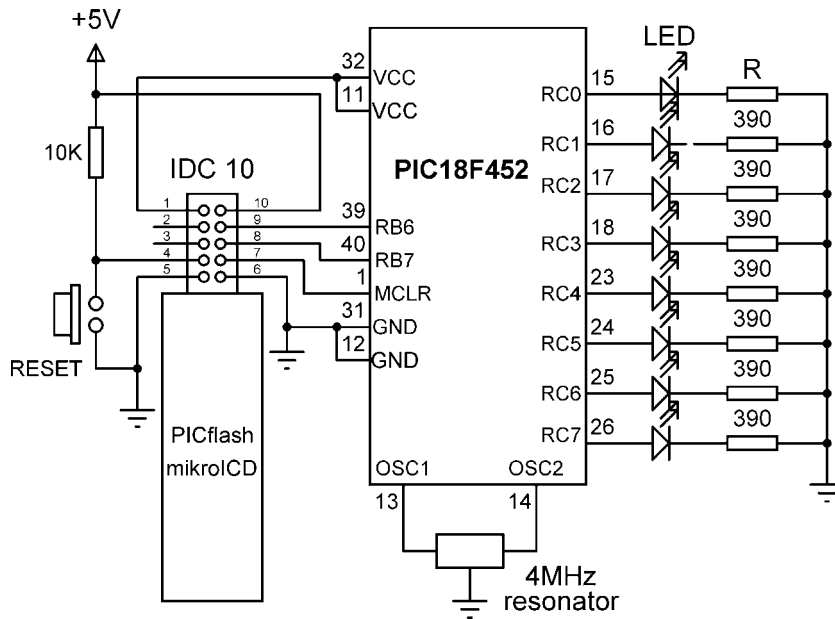 +5V
10K
IDC 10
1 10
2 9
3 8
4 7
5 6
RESET
PICflash
mikroICD
32 VCC
11 VCC
PIC18F452
39 RB6
40 RB7
1 MCLR
31 GND
12 GND
OSC1 OSC2
13 14
4MHz
resonator
LED
R
RC0 15
390
RC1 16
390
RC2 17
390
RC3 18
390
RC4 23
390
RC5 24
390
RC6 25
390
RC7 26